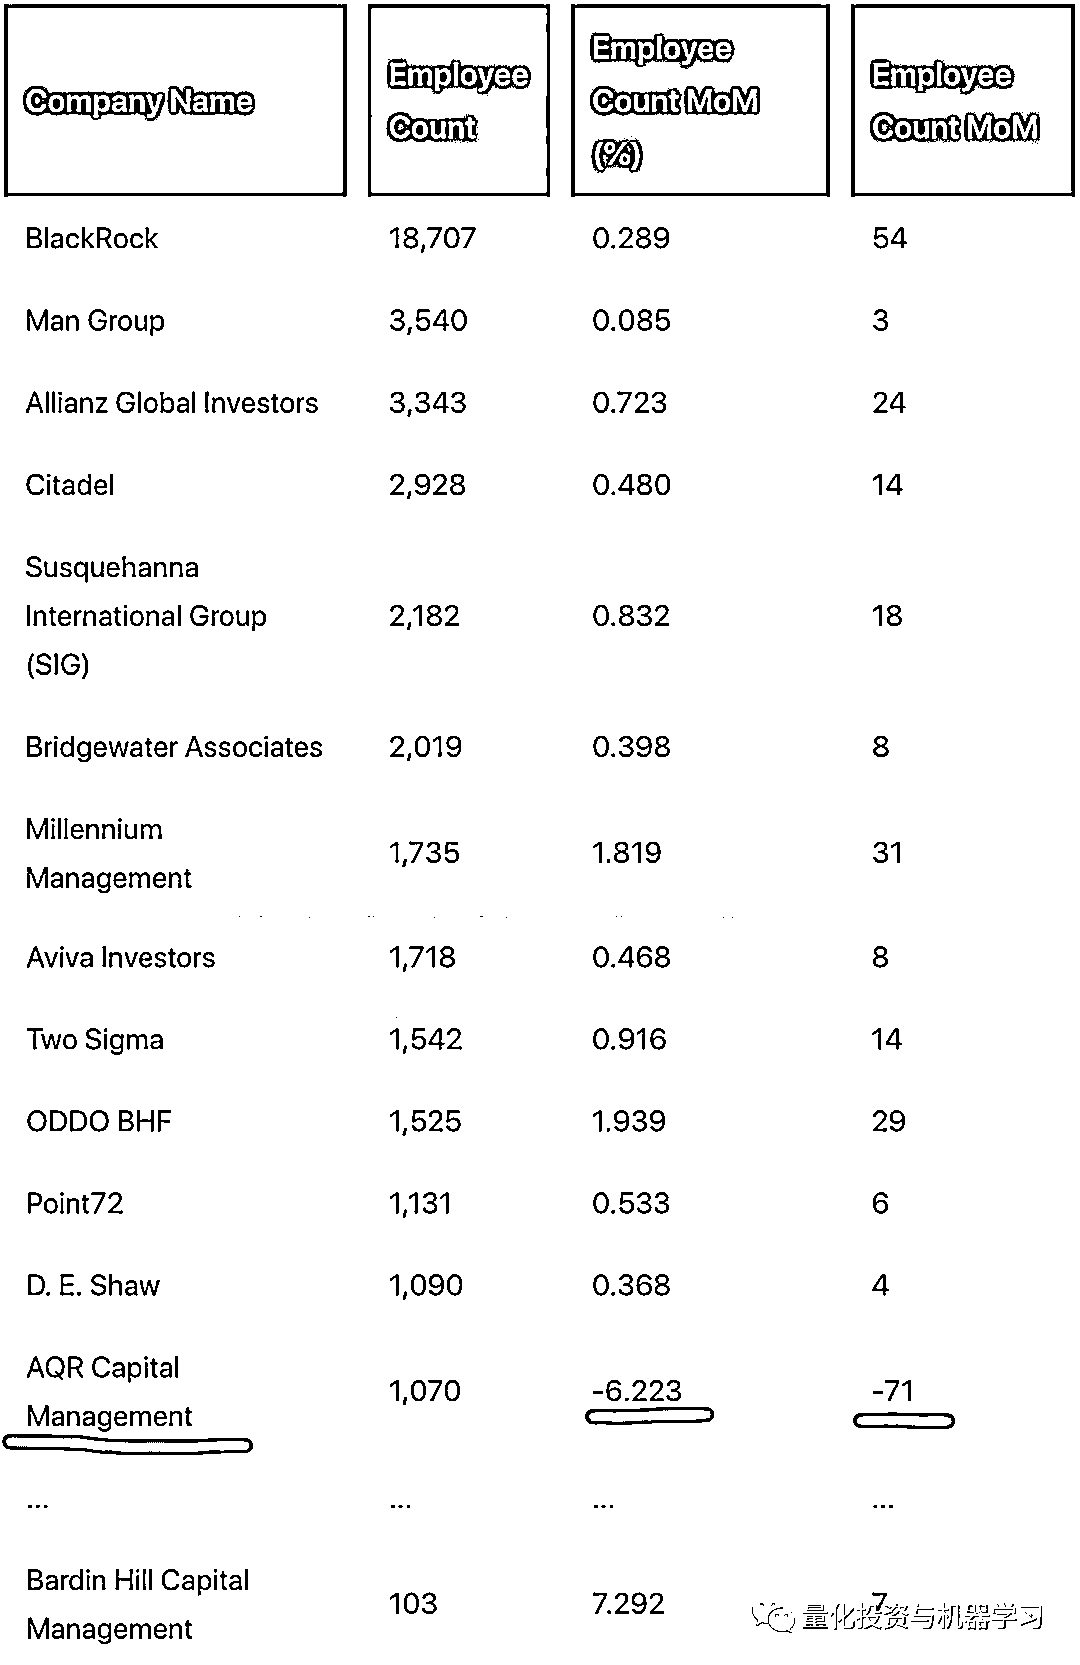 Company Name
Employee
Count
Employee
Count MoM
(%)
Employee
Count MoM
BlackRock 18,707 0.289 54
Man Group 3,540 0.085 3
Allianz Global Investors 3,343 0.723 24
Citadel 2,928 0.480 14
Susquehanna
International Group 2,182 0.832 18
(SIG)
Bridgewater Associates 2,019 0.398 8
Millennium
Management
1,735 1.819 31
Aviva Investors 1,718 0.468 8
Two Sigma 1,542 0.916 14
ODDO BHF 1,525 1.939 29
Point72 1,131 0.533 6
D. E. Shaw 1,090 0.368 4
AQR Capital
Management
1,070 -6.223 -71
... ... ... ...
Bardin Hill Capital
Management
103 7.292 7
量化投资与机器学习